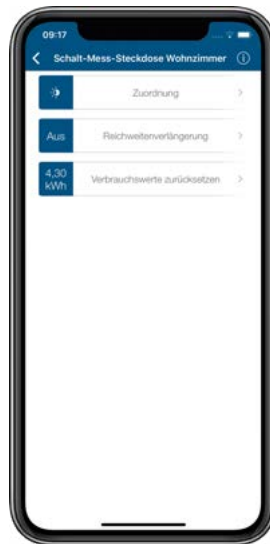 09:17
Schalt-Mess-Steckdose Wohnzimmer
Zuordnung
Aus
Reichweitenverlängerung
4,30
kWh
Verbrauchswerte zurücksetzen